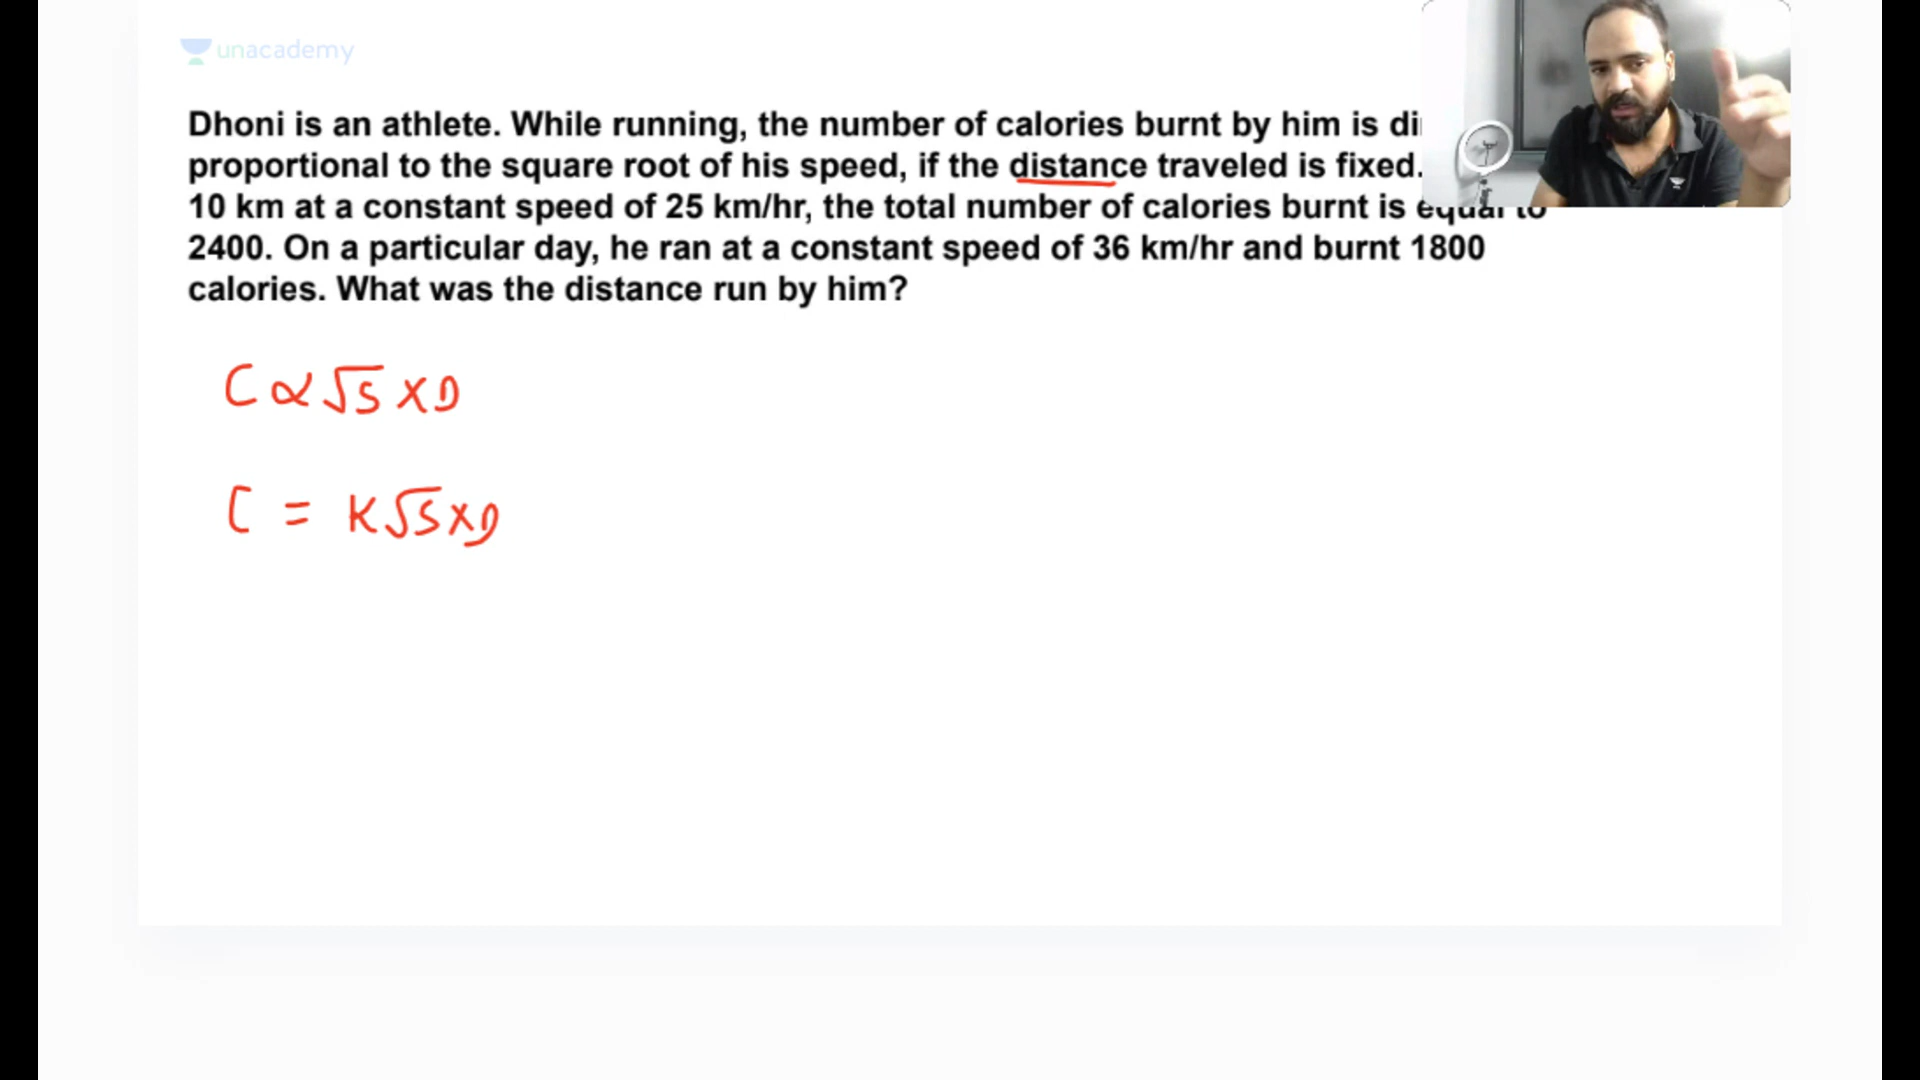 unacademy
Dhoni is an athlete. While running, the number of calories burnt by him is
proportional to the square root of his speed, if the distance traveled is fixed.
10 km at a constant speed of 25 km/hr, the total number of calories burnt is equal to
2400. On a particular day, he ran at a constant speed of 36 km/hr and burnt 1800
calories. What was the distance run by him?
C ∝ √S × D
C = K√S × D